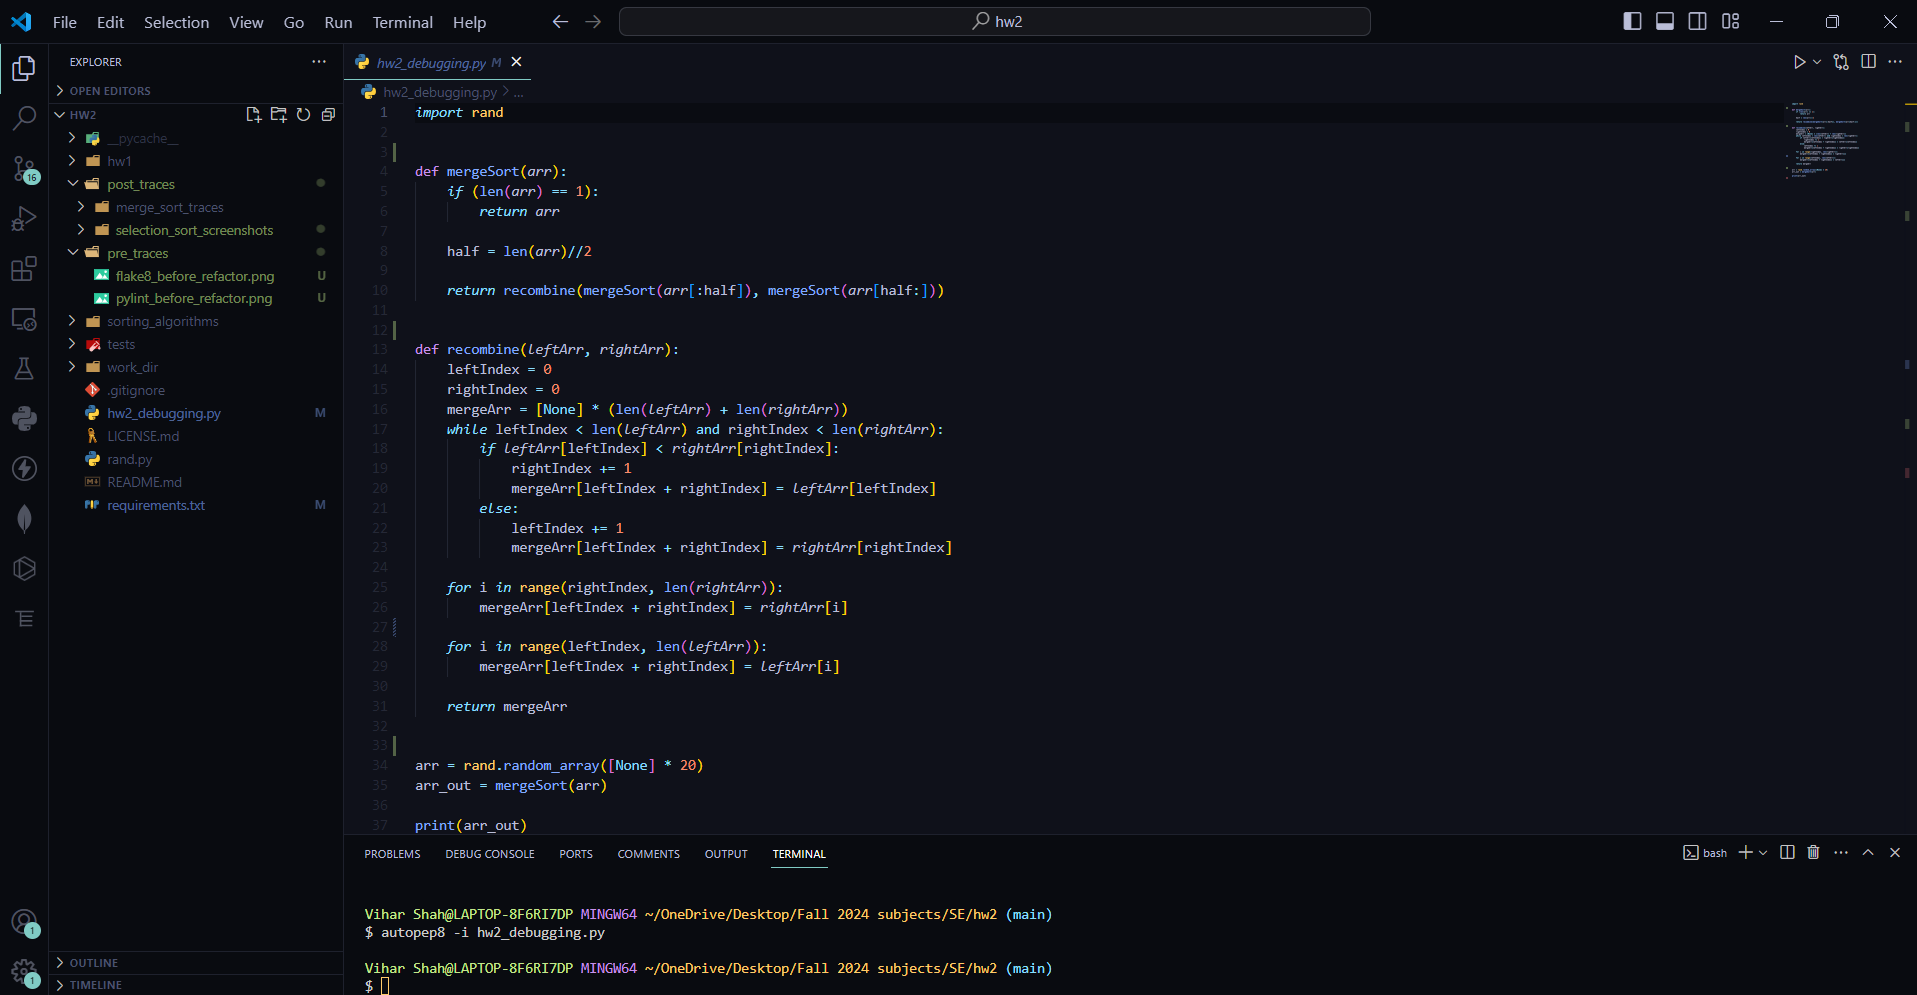 File Edit Selection View Go Run Terminal Help
hw2
EXPLORER
OPEN EDITORS
HW2
__pycache__
hw1
post_traces
merge_sort_traces
selection_sort_screenshots
pre_traces
flake8_before_refactor.png U
pylint_before_refactor.png U
sorting_algorithms
tests
work_dir
.gitignore
hw2_debugging.py M
LICENSE.md
rand.py
README.md
requirements.txt M
OUTLINE
TIMELINE
16
1
1
hw2_debugging.py M
hw2_debugging.py > ...
1 import rand
2
3
4 def mergeSort(arr):
5     if (len(arr) == 1):
6         return arr
7
8     half = len(arr)//2
9
10     return recombine(mergeSort(arr[:half]), mergeSort(arr[half:]))
11
12
13 def recombine(leftArr, rightArr):
14     leftIndex = 0
15     rightIndex = 0
16     mergeArr = [None] * (len(leftArr) + len(rightArr))
17     while leftIndex < len(leftArr) and rightIndex < len(rightArr):
18         if leftArr[leftIndex] < rightArr[rightIndex]:
19             rightIndex += 1
20             mergeArr[leftIndex + rightIndex] = leftArr[leftIndex]
21         else:
22             leftIndex += 1
23             mergeArr[leftIndex + rightIndex] = rightArr[rightIndex]
24
25     for i in range(rightIndex, len(rightArr)):
26         mergeArr[leftIndex + rightIndex] = rightArr[i]
27
28     for i in range(leftIndex, len(leftArr)):
29         mergeArr[leftIndex + rightIndex] = leftArr[i]
30
31     return mergeArr
32
33
34 arr = rand.random_array([None] * 20)
35 arr_out = mergeSort(arr)
36
37 print(arr_out)
PROBLEMS DEBUG CONSOLE PORTS COMMENTS OUTPUT TERMINAL
bash
Vihar Shah@LAPTOP-8F6RI7DP MINGW64 ~/OneDrive/Desktop/Fall 2024 subjects/SE/hw2 (main)
$ autopep8 -i hw2_debugging.py
Vihar Shah@LAPTOP-8F6RI7DP MINGW64 ~/OneDrive/Desktop/Fall 2024 subjects/SE/hw2 (main)
$